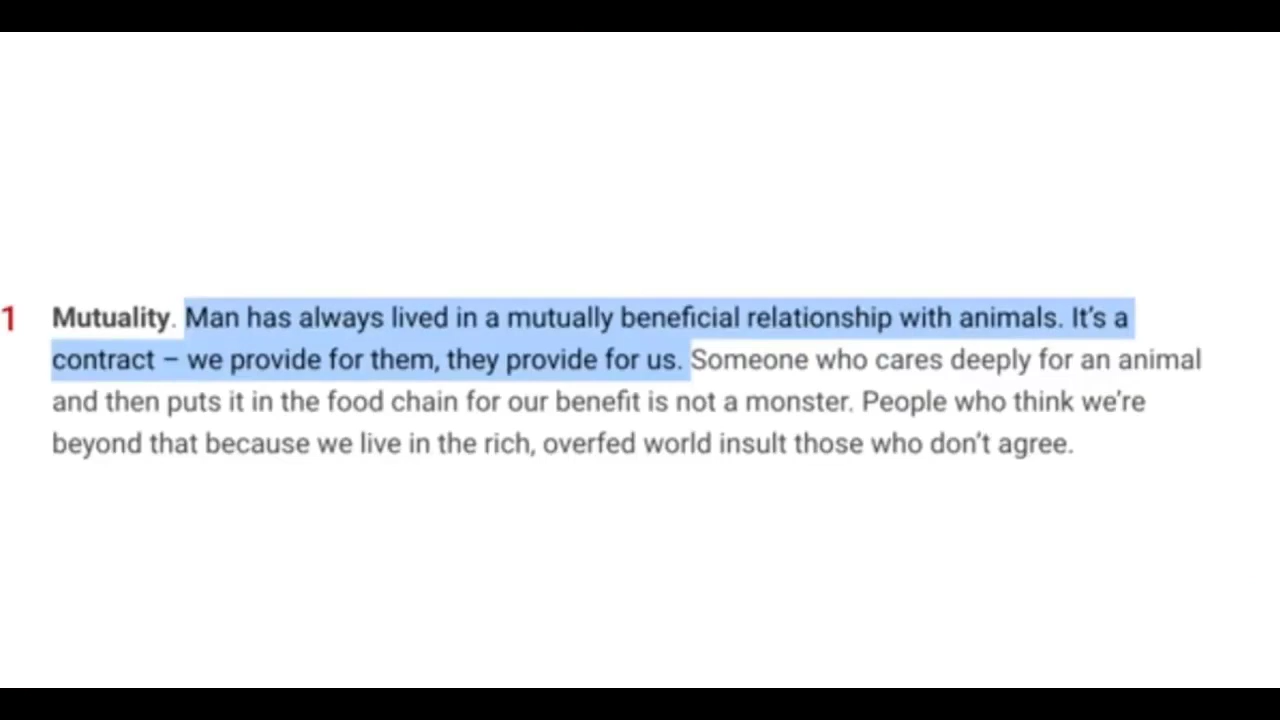 1 Mutuality. Man has always lived in a mutually beneficial relationship with animals. It's a
contract – we provide for them, they provide for us. Someone who cares deeply for an animal
and then puts it in the food chain for our benefit is not a monster. People who think we're
beyond that because we live in the rich, overfed world insult those who don't agree.